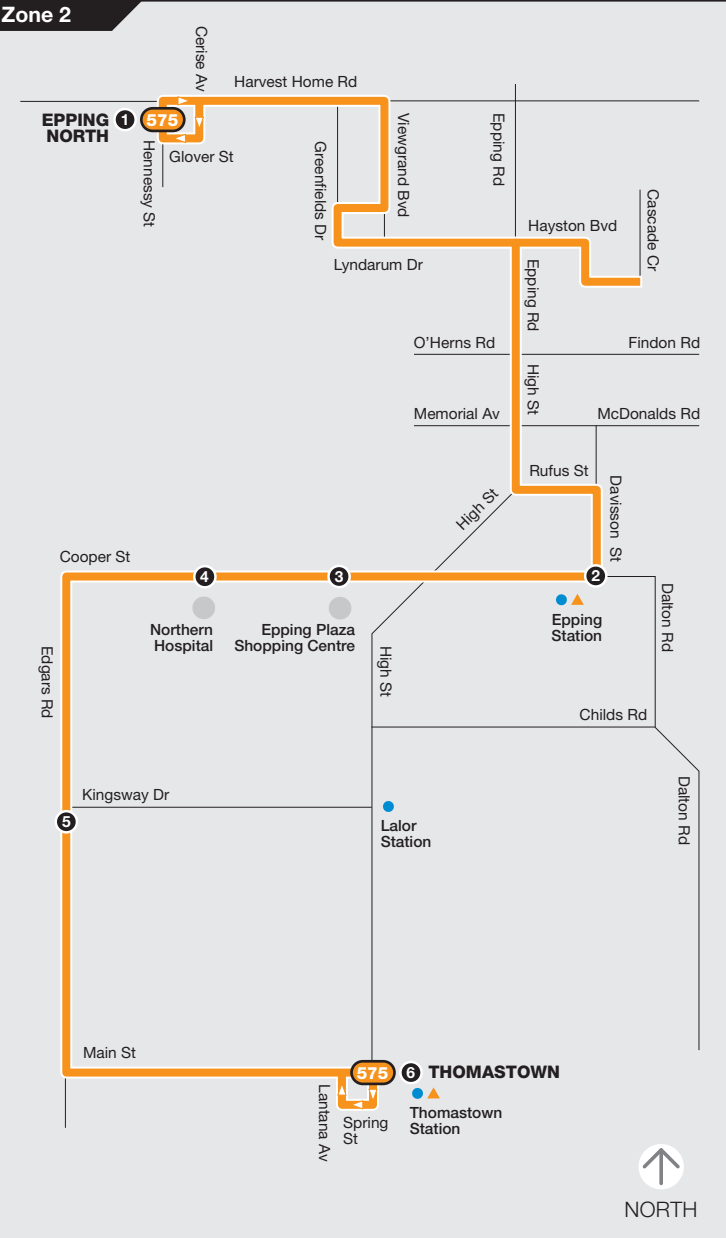 Zone 2
Cerise Av
Harvest Home Rd
EPPING
NORTH
1
575
Hennessy St
Glover St
Greenfields Dr
Viewgrand Bvd
Epping Rd
Hayston Bvd
Cascade Cr
Lyndarum Dr
Epping Rd
O'Herns Rd
Findon Rd
High St
Memorial Av
McDonalds Rd
Rufus St
High St
Davisson St
Cooper St
4
3
2
Northern
Hospital
Epping Plaza
Shopping Centre
Epping
Station
Dalton Rd
Edgars Rd
High St
Childs Rd
Kingsway Dr
5
Lalor
Station
Dalton Rd
Main St
575
6
THOMASTOWN
Lantana Av
Spring
St
Thomastown
Station
NORTH